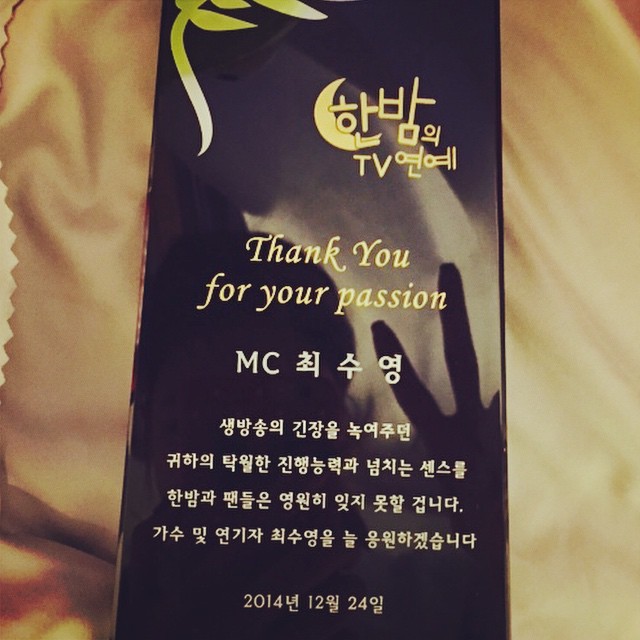 한밤의
TV연예
Thank You
for your passion
MC 최 수 영
생방송의 긴장을 녹여주던
귀하의 탁월한 진행능력과 넘치는 센스를
한밤과 팬들은 영원히 잊지 못할 겁니다.
가수 및 연기자 최수영을 늘 응원하겠습니다
2014년 12월 24일